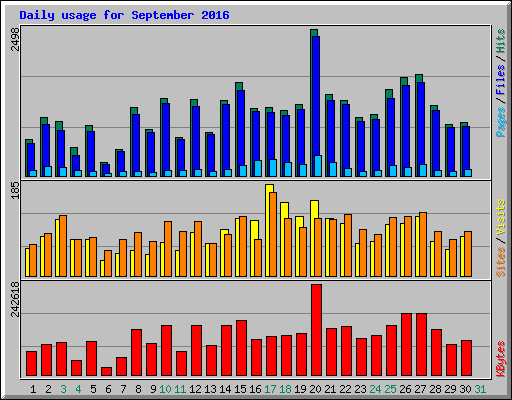 Daily usage for September 2016
2498
Pages / Files / Hits
185
Sites / Visits
242618
KBytes
1 2 3 4 5 6 7 8 9 10 11 12 13 14 15 16 17 18 19 20 21 22 23 24 25 26 27 28 29 30 31